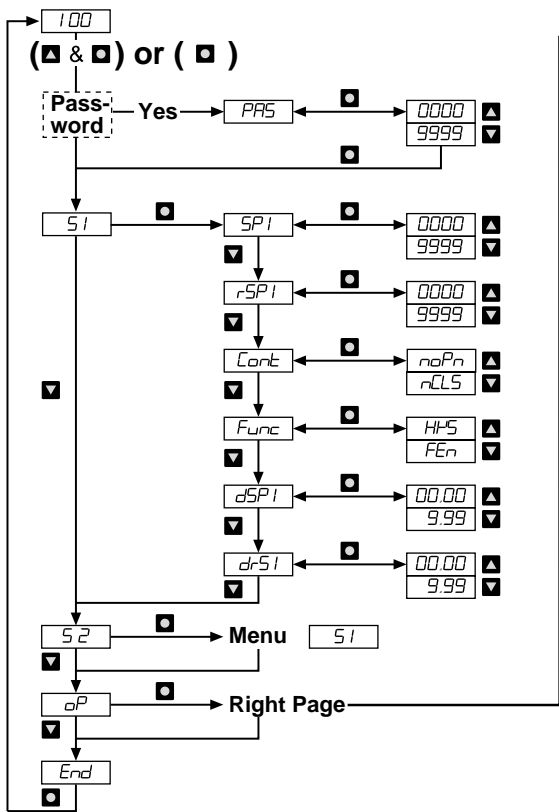 100
(▲ & ●) or ( ● )
Pass-
word
Yes
PAS
0000
9999
S1
SP1
0000
9999
rSP1
0000
9999
Cont
noPn
nCLS
Func
HYS
FEn
dSP1
00.00
9.99
drS1
00.00
9.99
S2
Menu
S1
oP
Right Page
End